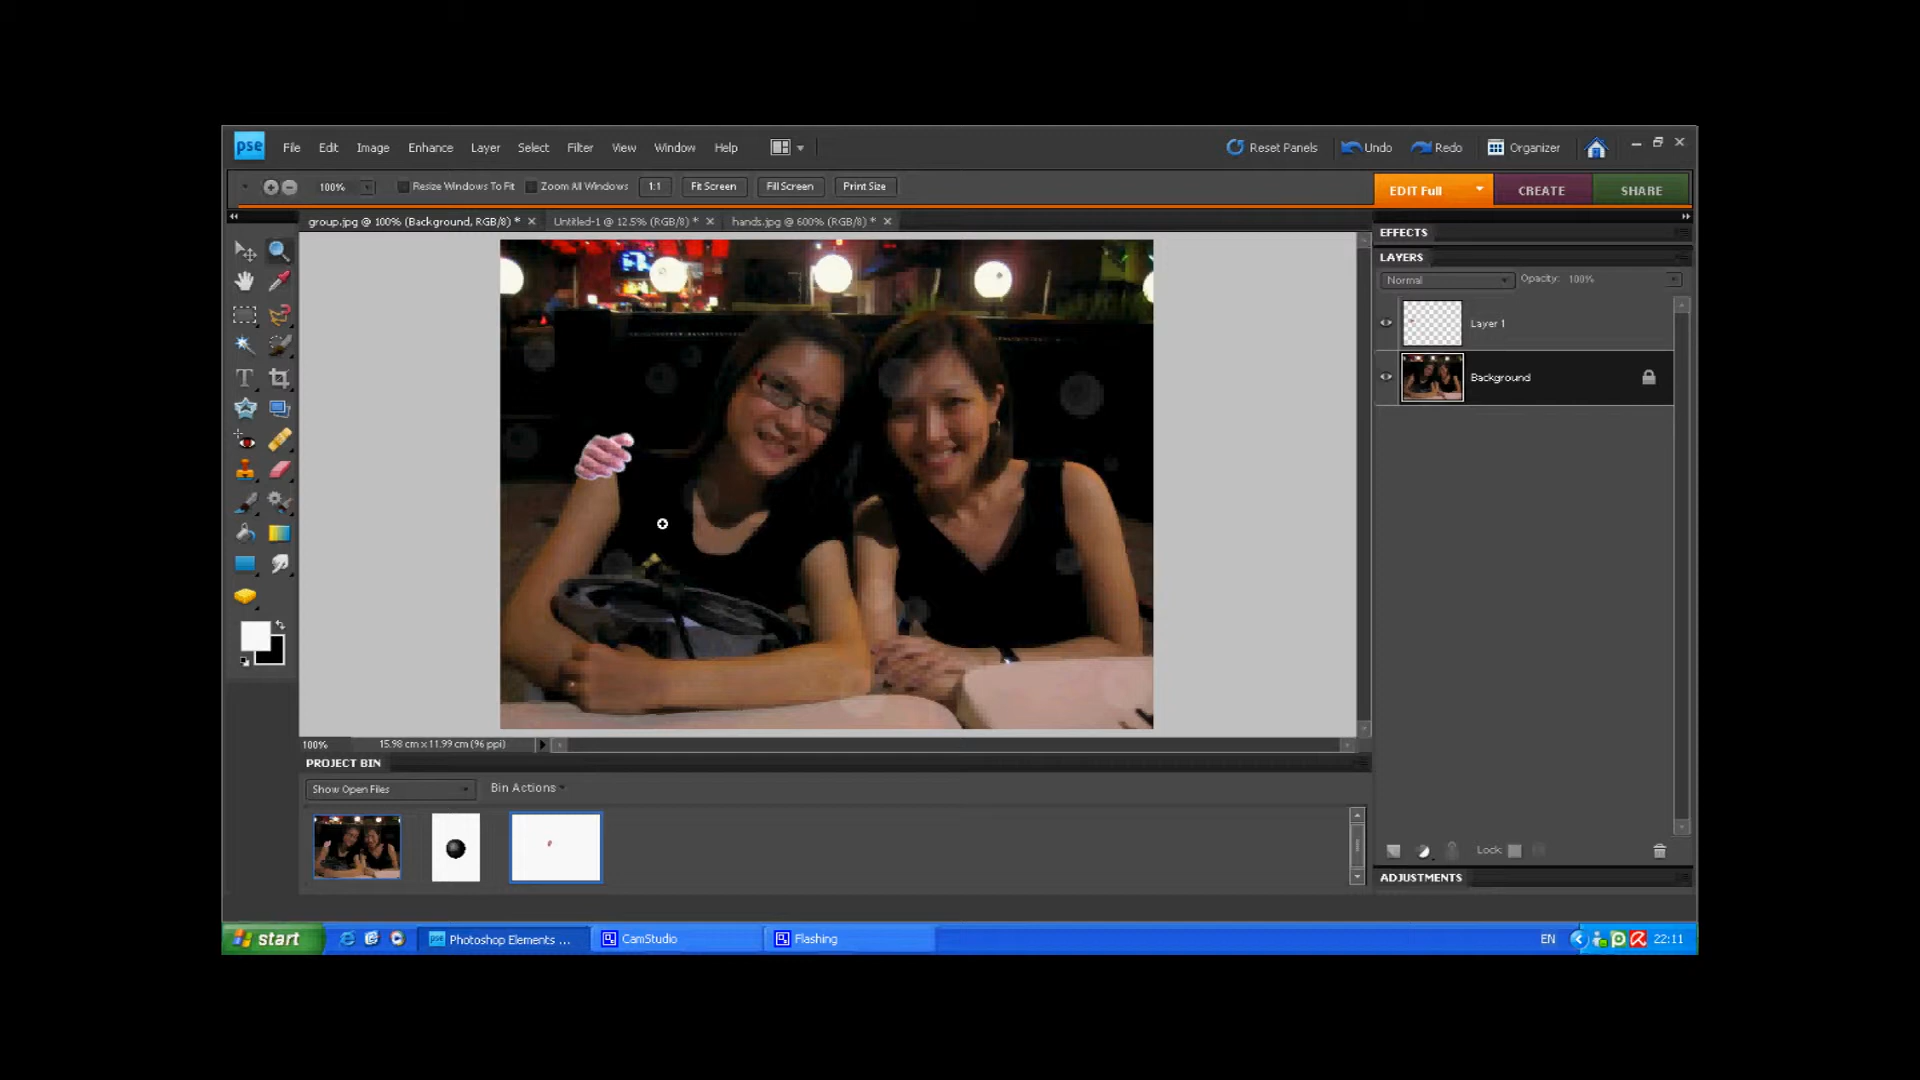 pse File Edit Image Enhance Layer Select Filter View Window Help Reset Panels Undo Redo Organizer
100% Resize Windows To Fit Zoom All Windows 1:1 Fit Screen Fill Screen Print Size EDIT Full CREATE SHARE
group.jpg @ 100% (Background, RGB/8) * Untitled-1 @ 12.5% (RGB/8) * hands.jpg @ 600% (RGB/8) *
EFFECTS
LAYERS
Normal Opacity: 100%
Layer 1
Background
T
100% 15.98 cm x 11.99 cm (96 ppi)
PROJECT BIN
Show Open Files Bin Actions
Lock:
ADJUSTMENTS
start Photoshop Elements ... CamStudio Flashing EN 22:11